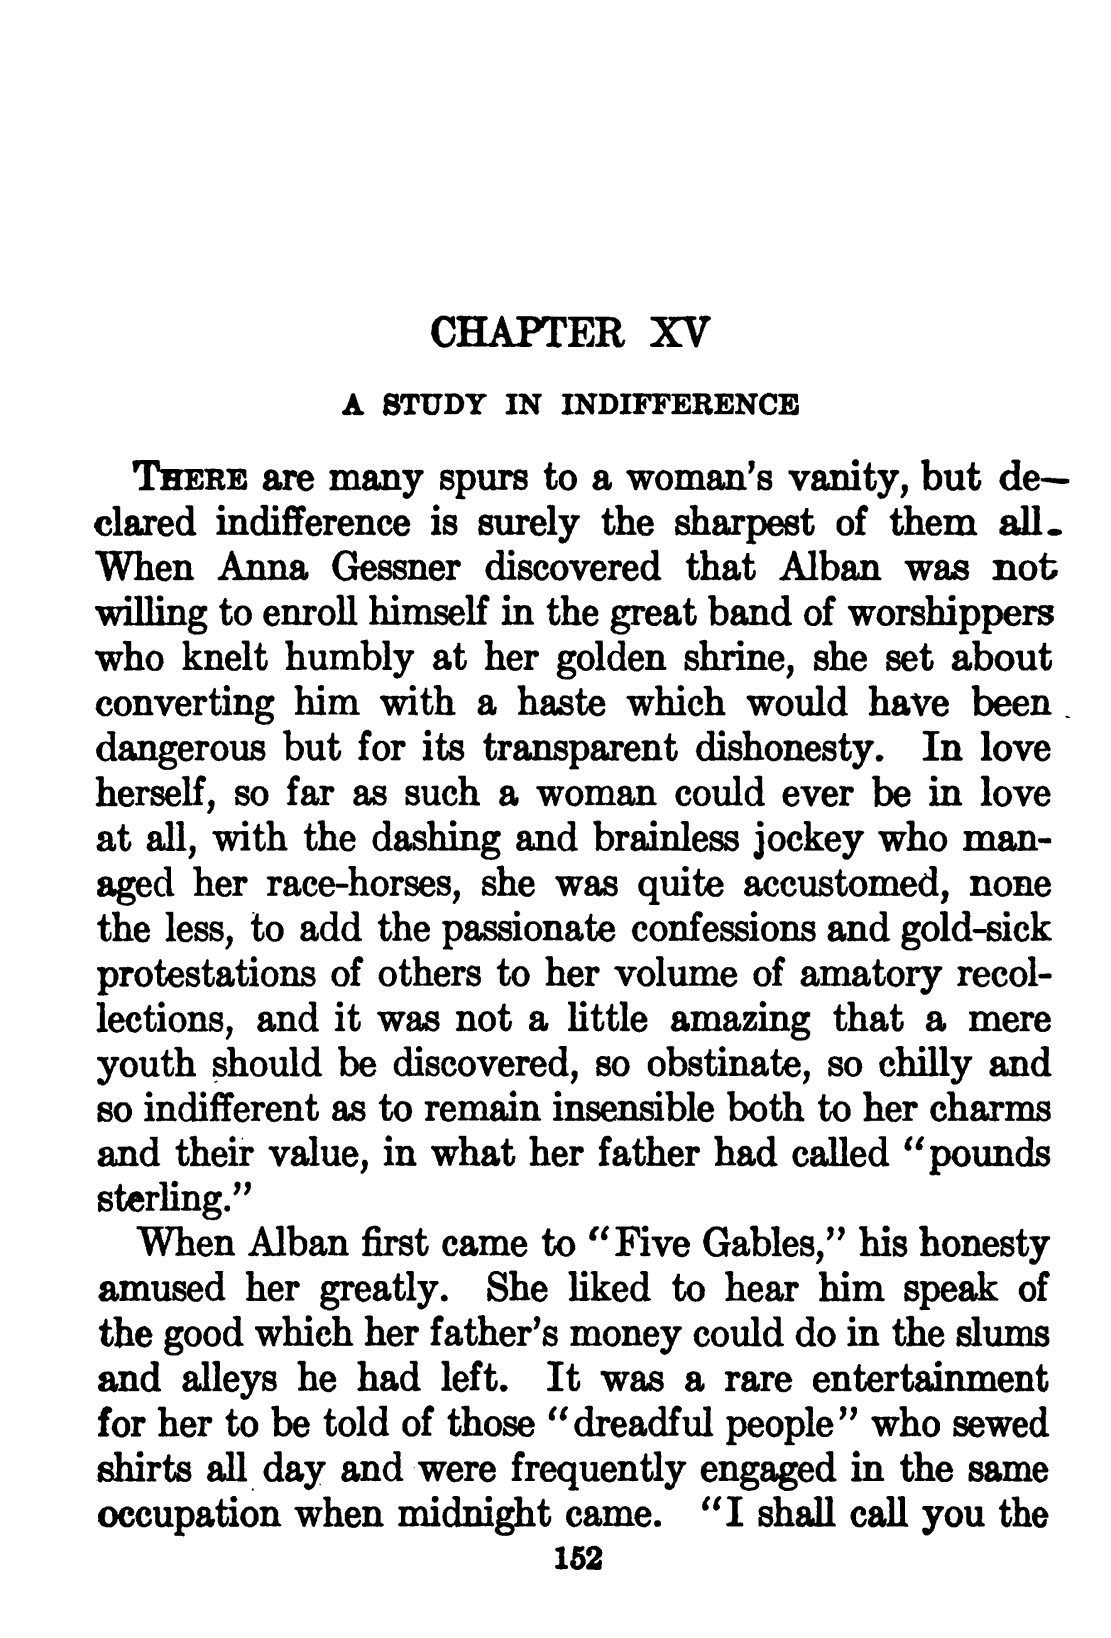 CHAPTER XV
A STUDY IN INDIFFERENCE
THERE are many spurs to a woman's vanity, but de-
clared indifference is surely the sharpest of them all.
When Anna Gessner discovered that Alban was not
willing to enroll himself in the great band of worshippers
who knelt humbly at her golden shrine, she set about
converting him with a haste which would have been
dangerous but for its transparent dishonesty. In love
herself, so far as such a woman could ever be in love
at all, with the dashing and brainless jockey who man-
aged her race-horses, she was quite accustomed, none
the less, to add the passionate confessions and gold-sick
protestations of others to her volume of amatory recol-
lections, and it was not a little amazing that a mere
youth should be discovered, so obstinate, so chilly and
so indifferent as to remain insensible both to her charms
and their value, in what her father had called "pounds
sterling."
When Alban first came to "Five Gables," his honesty
amused her greatly. She liked to hear him speak of
the good which her father's money could do in the slums
and alleys he had left. It was a rare entertainment
for her to be told of those "dreadful people" who sewed
shirts all day and were frequently engaged in the same
occupation when midnight came. "I shall call you the
152